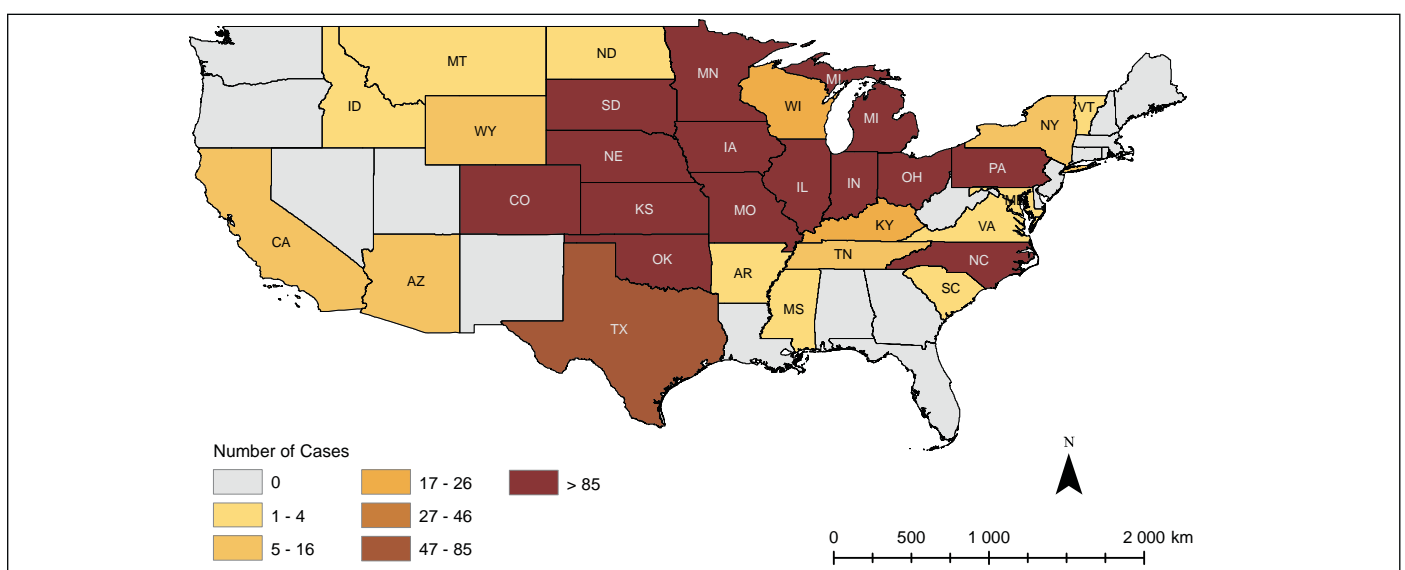 MT
ND
MN
ID
SD
MI
WI
MI
WY
NY
VT
NE
IA
PA
CO
KS
MO
IL
IN
OH
CA
AZ
OK
AR
TN
KY
VA
NC
SC
MS
TX
Number of Cases
0
1 - 4
5 - 16
17 - 26
27 - 46
47 - 85
> 85
N
0 500 1 000 2 000 km